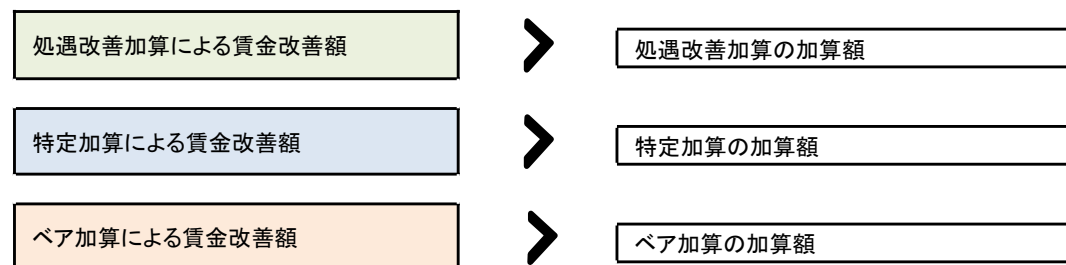 処遇改善加算による賃金改善額
処遇改善加算の加算額
特定加算による賃金改善額
特定加算の加算額
ベア加算による賃金改善額
ベア加算の加算額